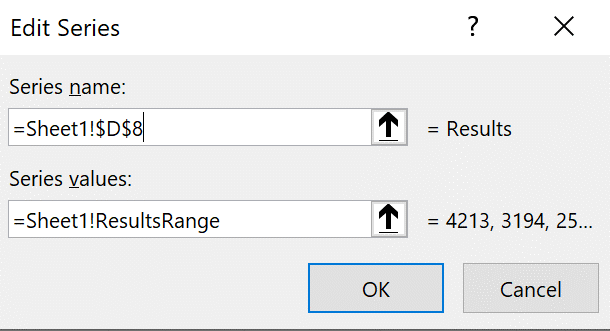 Edit Series ? ×
Series name:
=Sheet1!$D$8 = Results
Series values:
=Sheet1!ResultsRange = 4213, 3194, 25...
OK Cancel